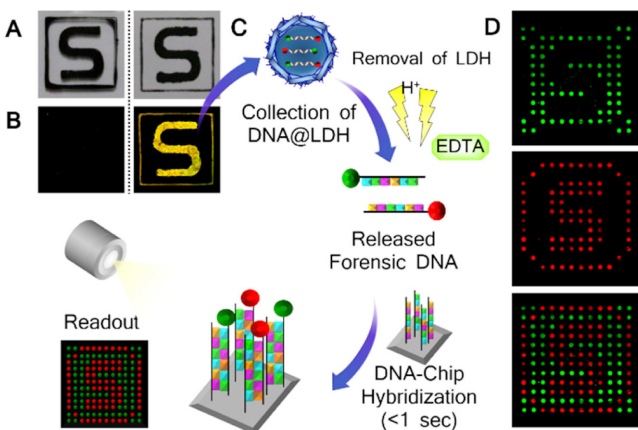 A
S
S
B
S
C
Removal of LDH
H+
EDTA
Collection of
DNA@LDH
Released
Forensic DNA
DNA-Chip
Hybridization
(<1 sec)
Readout
D
S